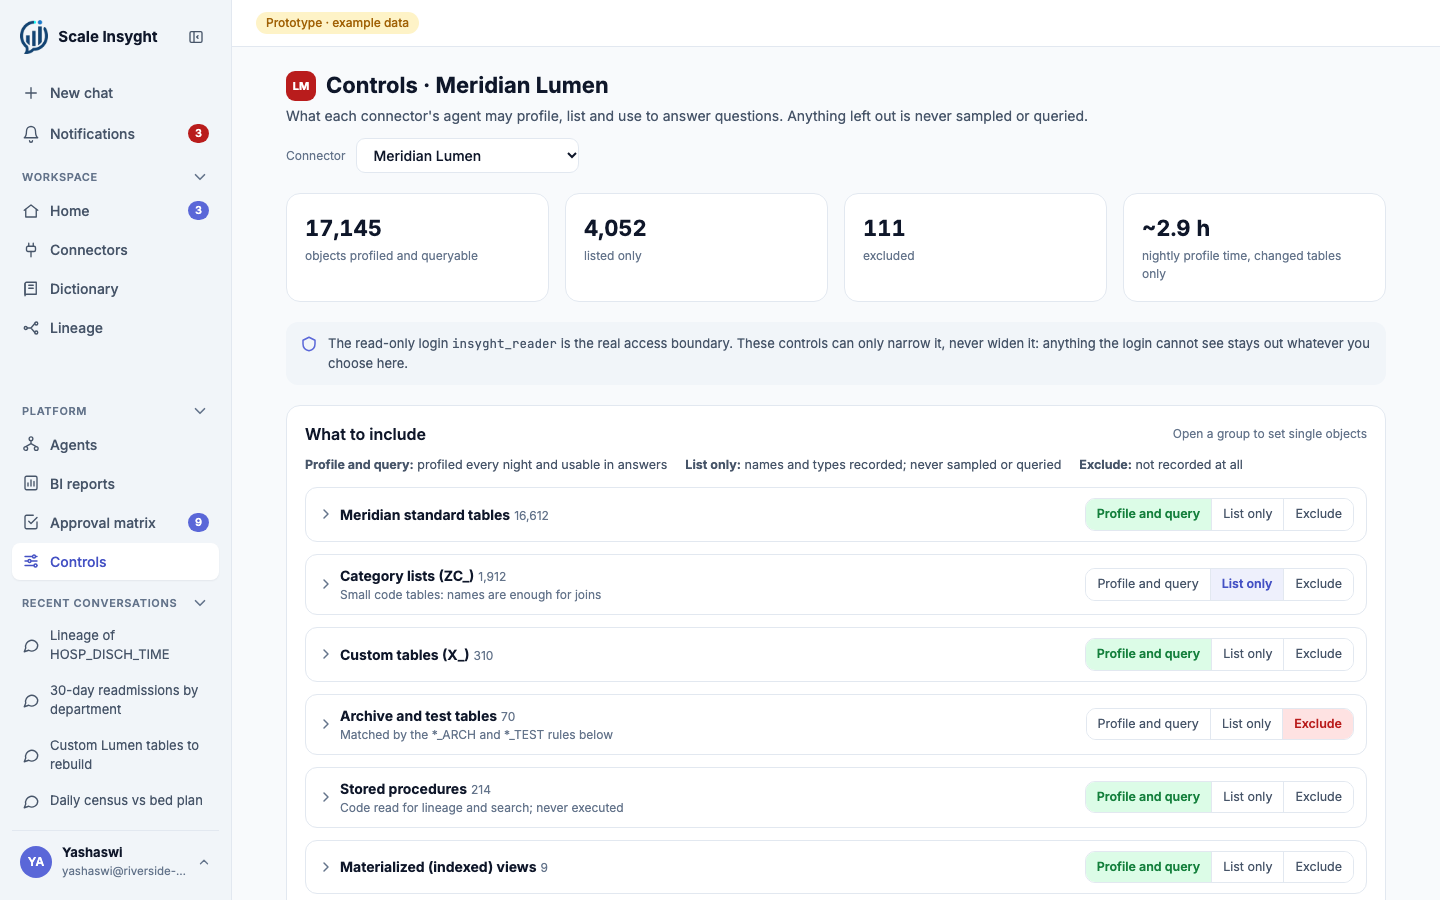 Scale Insyght
New chat
Notifications 3
WORKSPACE
Home 3
Connectors
Dictionary
Lineage
PLATFORM
Agents
BI reports
Approval matrix 9
Controls
RECENT CONVERSATIONS
Lineage of
HOSP_DISCH_TIME
30-day readmissions by
department
Custom Lumen tables to
rebuild
Daily census vs bed plan
YA
Yashaswi
yashaswi@riverside-...
Prototype · example data
LM Controls · Meridian Lumen
What each connector's agent may profile, list and use to answer questions. Anything left out is never sampled or queried.
Connector Meridian Lumen
17,145
objects profiled and queryable
4,052
listed only
111
excluded
~2.9 h
nightly profile time, changed tables
only
The read-only login insyght_reader is the real access boundary. These controls can only narrow it, never widen it: anything the login cannot see stays out whatever you
choose here.
What to include Open a group to set single objects
Profile and query: profiled every night and usable in answers List only: names and types recorded; never sampled or queried Exclude: not recorded at all
Meridian standard tables 16,612 Profile and query List only Exclude
Category lists (ZC_) 1,912
Small code tables: names are enough for joins
Profile and query List only Exclude
Custom tables (X_) 310 Profile and query List only Exclude
Archive and test tables 70
Matched by the *_ARCH and *_TEST rules below
Profile and query List only Exclude
Stored procedures 214
Code read for lineage and search; never executed
Profile and query List only Exclude
Materialized (indexed) views 9 Profile and query List only Exclude